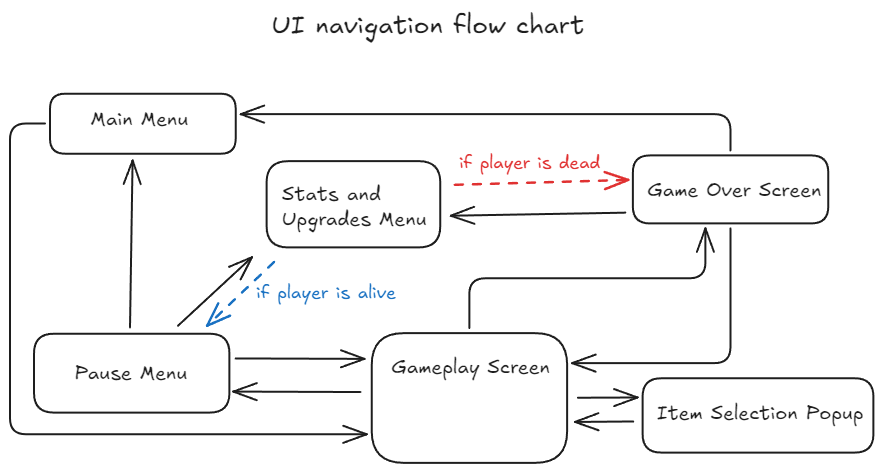 UI navigation flow chart
Main Menu
if player is dead
Stats and
Upgrades Menu
Game Over Screen
if player is alive
Pause Menu
Gameplay Screen
Item Selection Popup